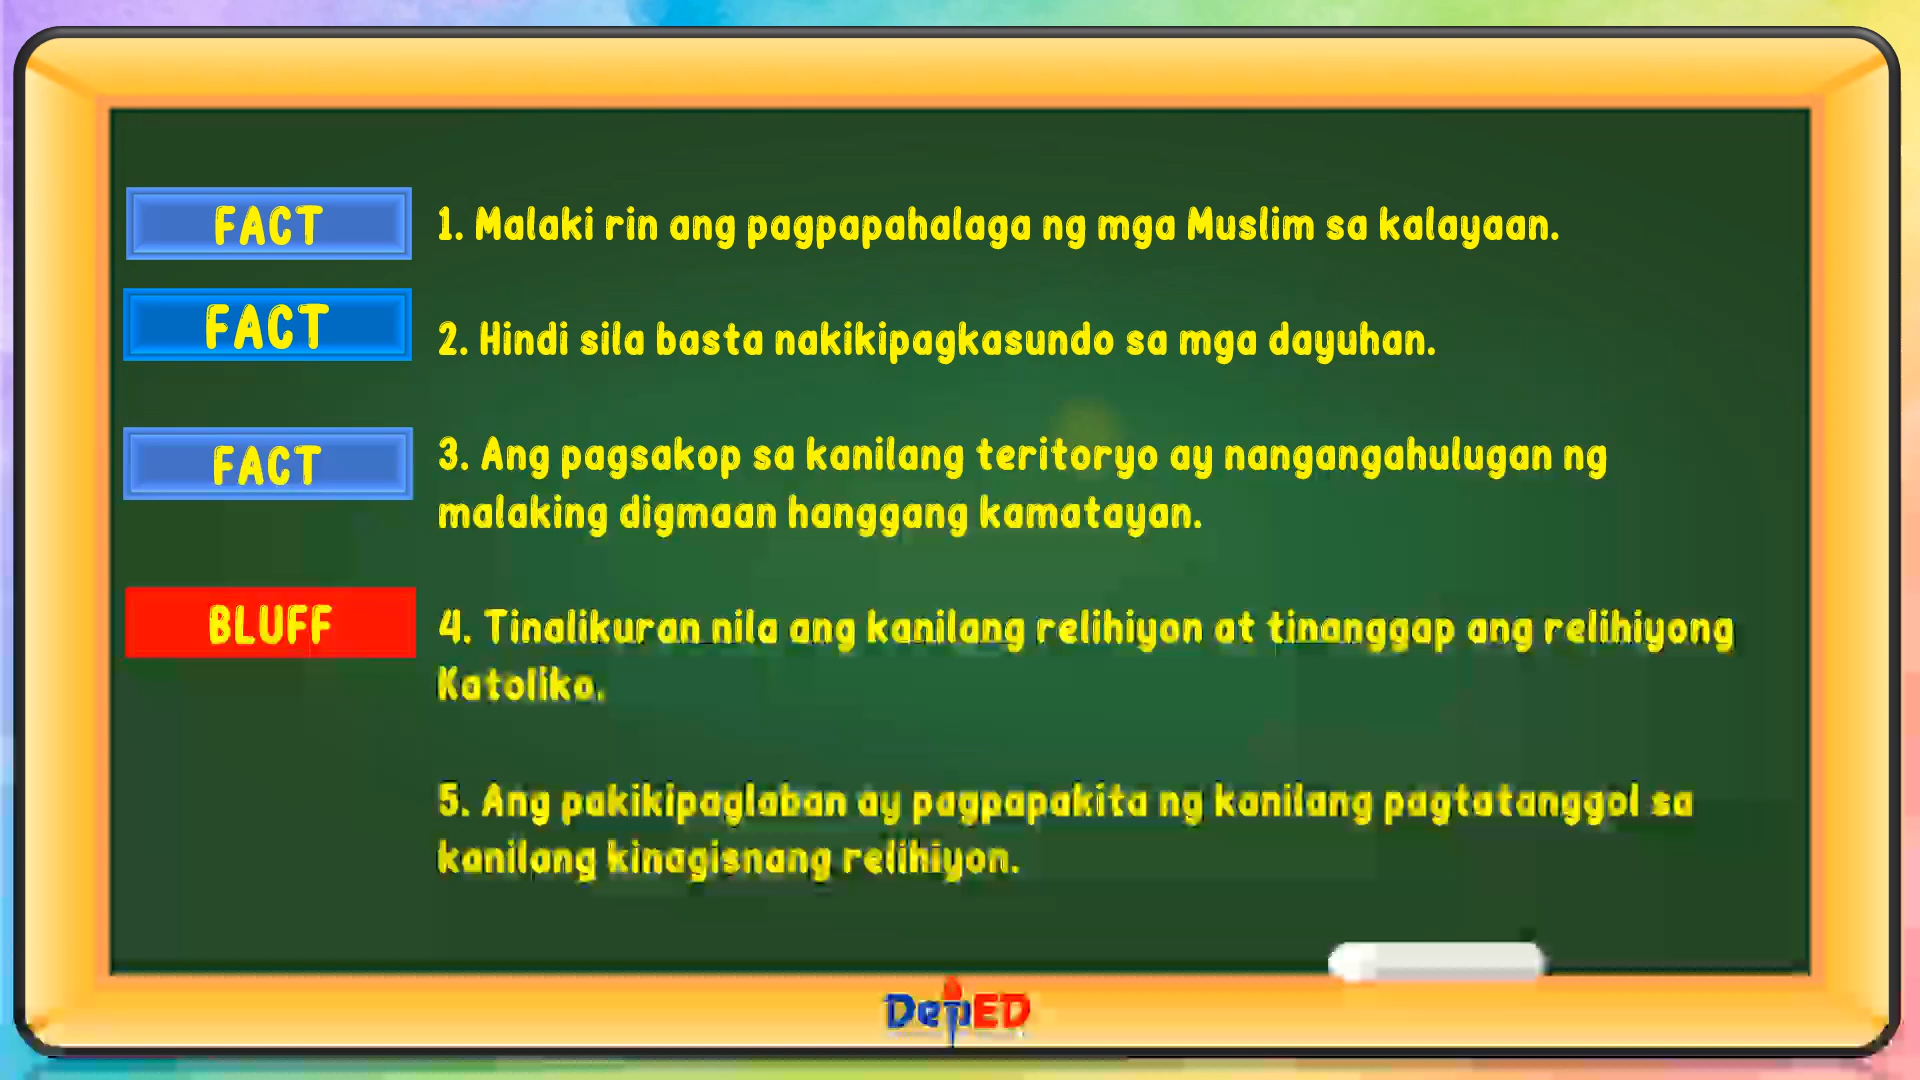 FACT
1. Malaki rin ang pagpapahalaga ng mga Muslim sa kalayaan.
FACT
2. Hindi sila basta nakikipagkasundo sa mga dayuhan.
FACT
3. Ang pagsakop sa kanilang teritoryo ay nangangahulugan ng
malaking digmaan hanggang kamatayan.
BLUFF
4. Tinalikuran nila ang kanilang relihiyon at tinanggap ang relihiyong
Katoliko.
5. Ang pakikipaglaban ay pagpapakita ng kanilang pagtatanggol sa
kanilang kinagisnang relihiyon.
DepED